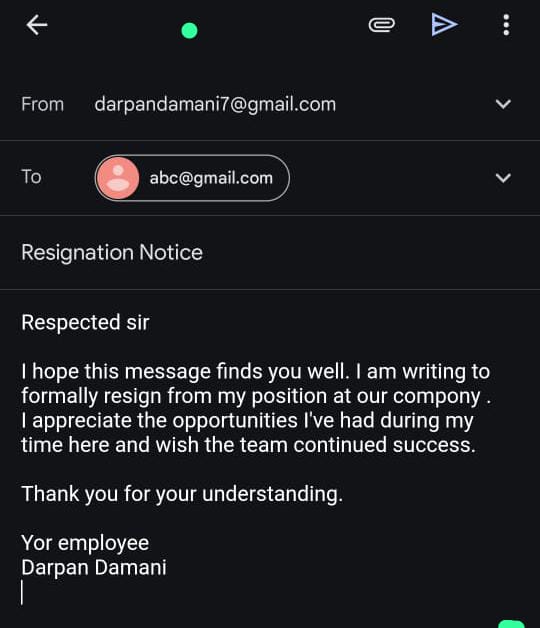 From darpandamani7@gmail.com
To abc@gmail.com
Resignation Notice
Respected sir
I hope this message finds you well. I am writing to
formally resign from my position at our compony .
I appreciate the opportunities I've had during my
time here and wish the team continued success.
Thank you for your understanding.
Yor employee
Darpan Damani